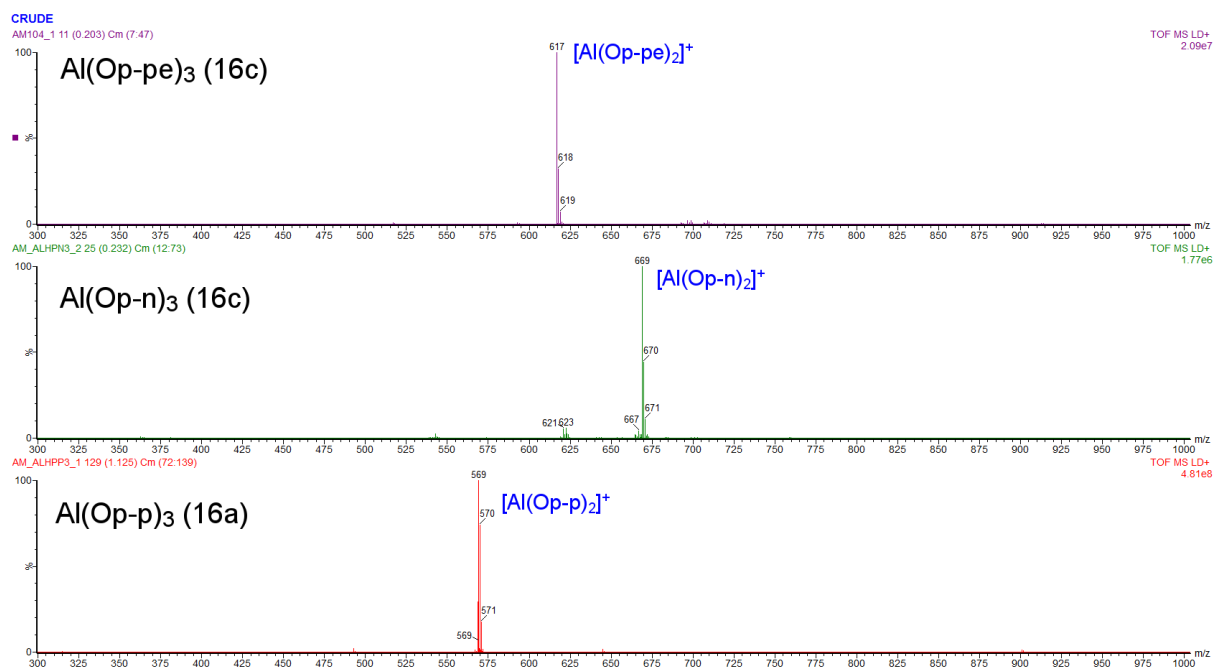 CRUDE
AM104_1 11 (0.203) Cm (7:47)
TOF MS LD+
2.09e7
Al(Op-pe)3 (16c)
[Al(Op-pe)2]+
100
%
0
617
618
619
300 325 350 375 400 425 450 475 500 525 550 575 600 625 650 675 700 725 750 775 800 825 850 875 900 925 950 975 1000
m/z
AM_ALHPN3_2 25 (0.232) Cm (12:73)
TOF MS LD+
1.77e6
Al(Op-n)3 (16c)
[Al(Op-n)2]+
100
%
0
669
670
671
667
621 623
300 325 350 375 400 425 450 475 500 525 550 575 600 625 650 675 700 725 750 775 800 825 850 875 900 925 950 975 1000
m/z
AM_ALHPP3_1 129 (1.125) Cm (72:139)
TOF MS LD+
4.81e8
Al(Op-p)3 (16a)
[Al(Op-p)2]+
100
%
0
569
570
571
569
300 325 350 375 400 425 450 475 500 525 550 575 600 625 650 675 700 725 750 775 800 825 850 875 900 925 950 975 1000
m/z